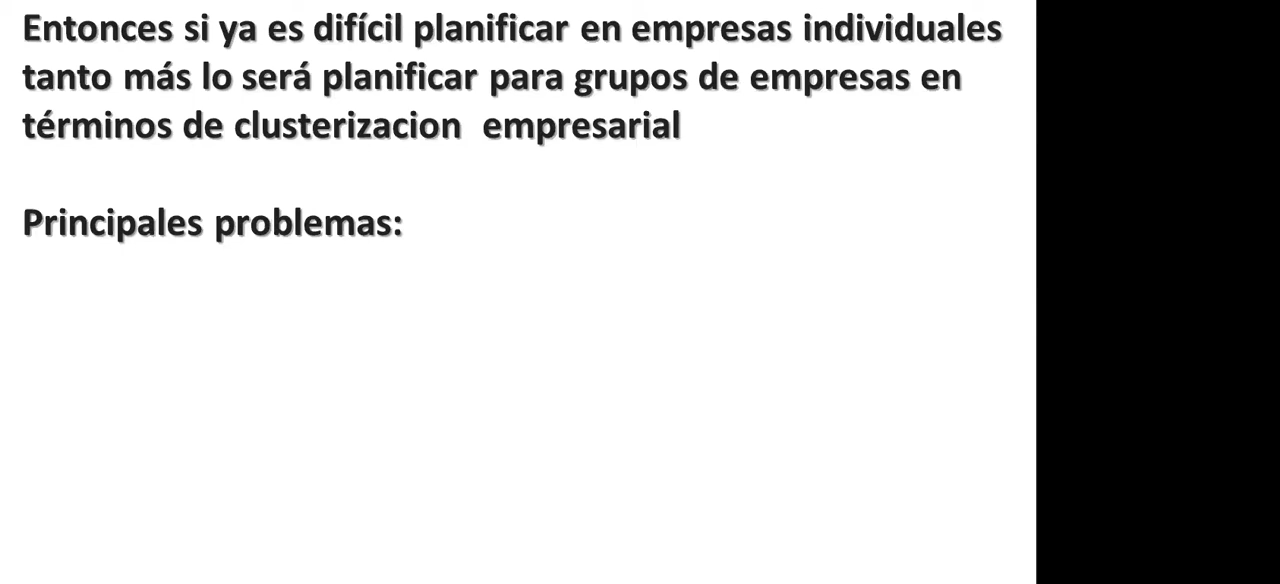 Entonces si ya es difícil planificar en empresas individuales
tanto más lo será planificar para grupos de empresas en
términos de clusterizacion empresarial
Principales problemas: